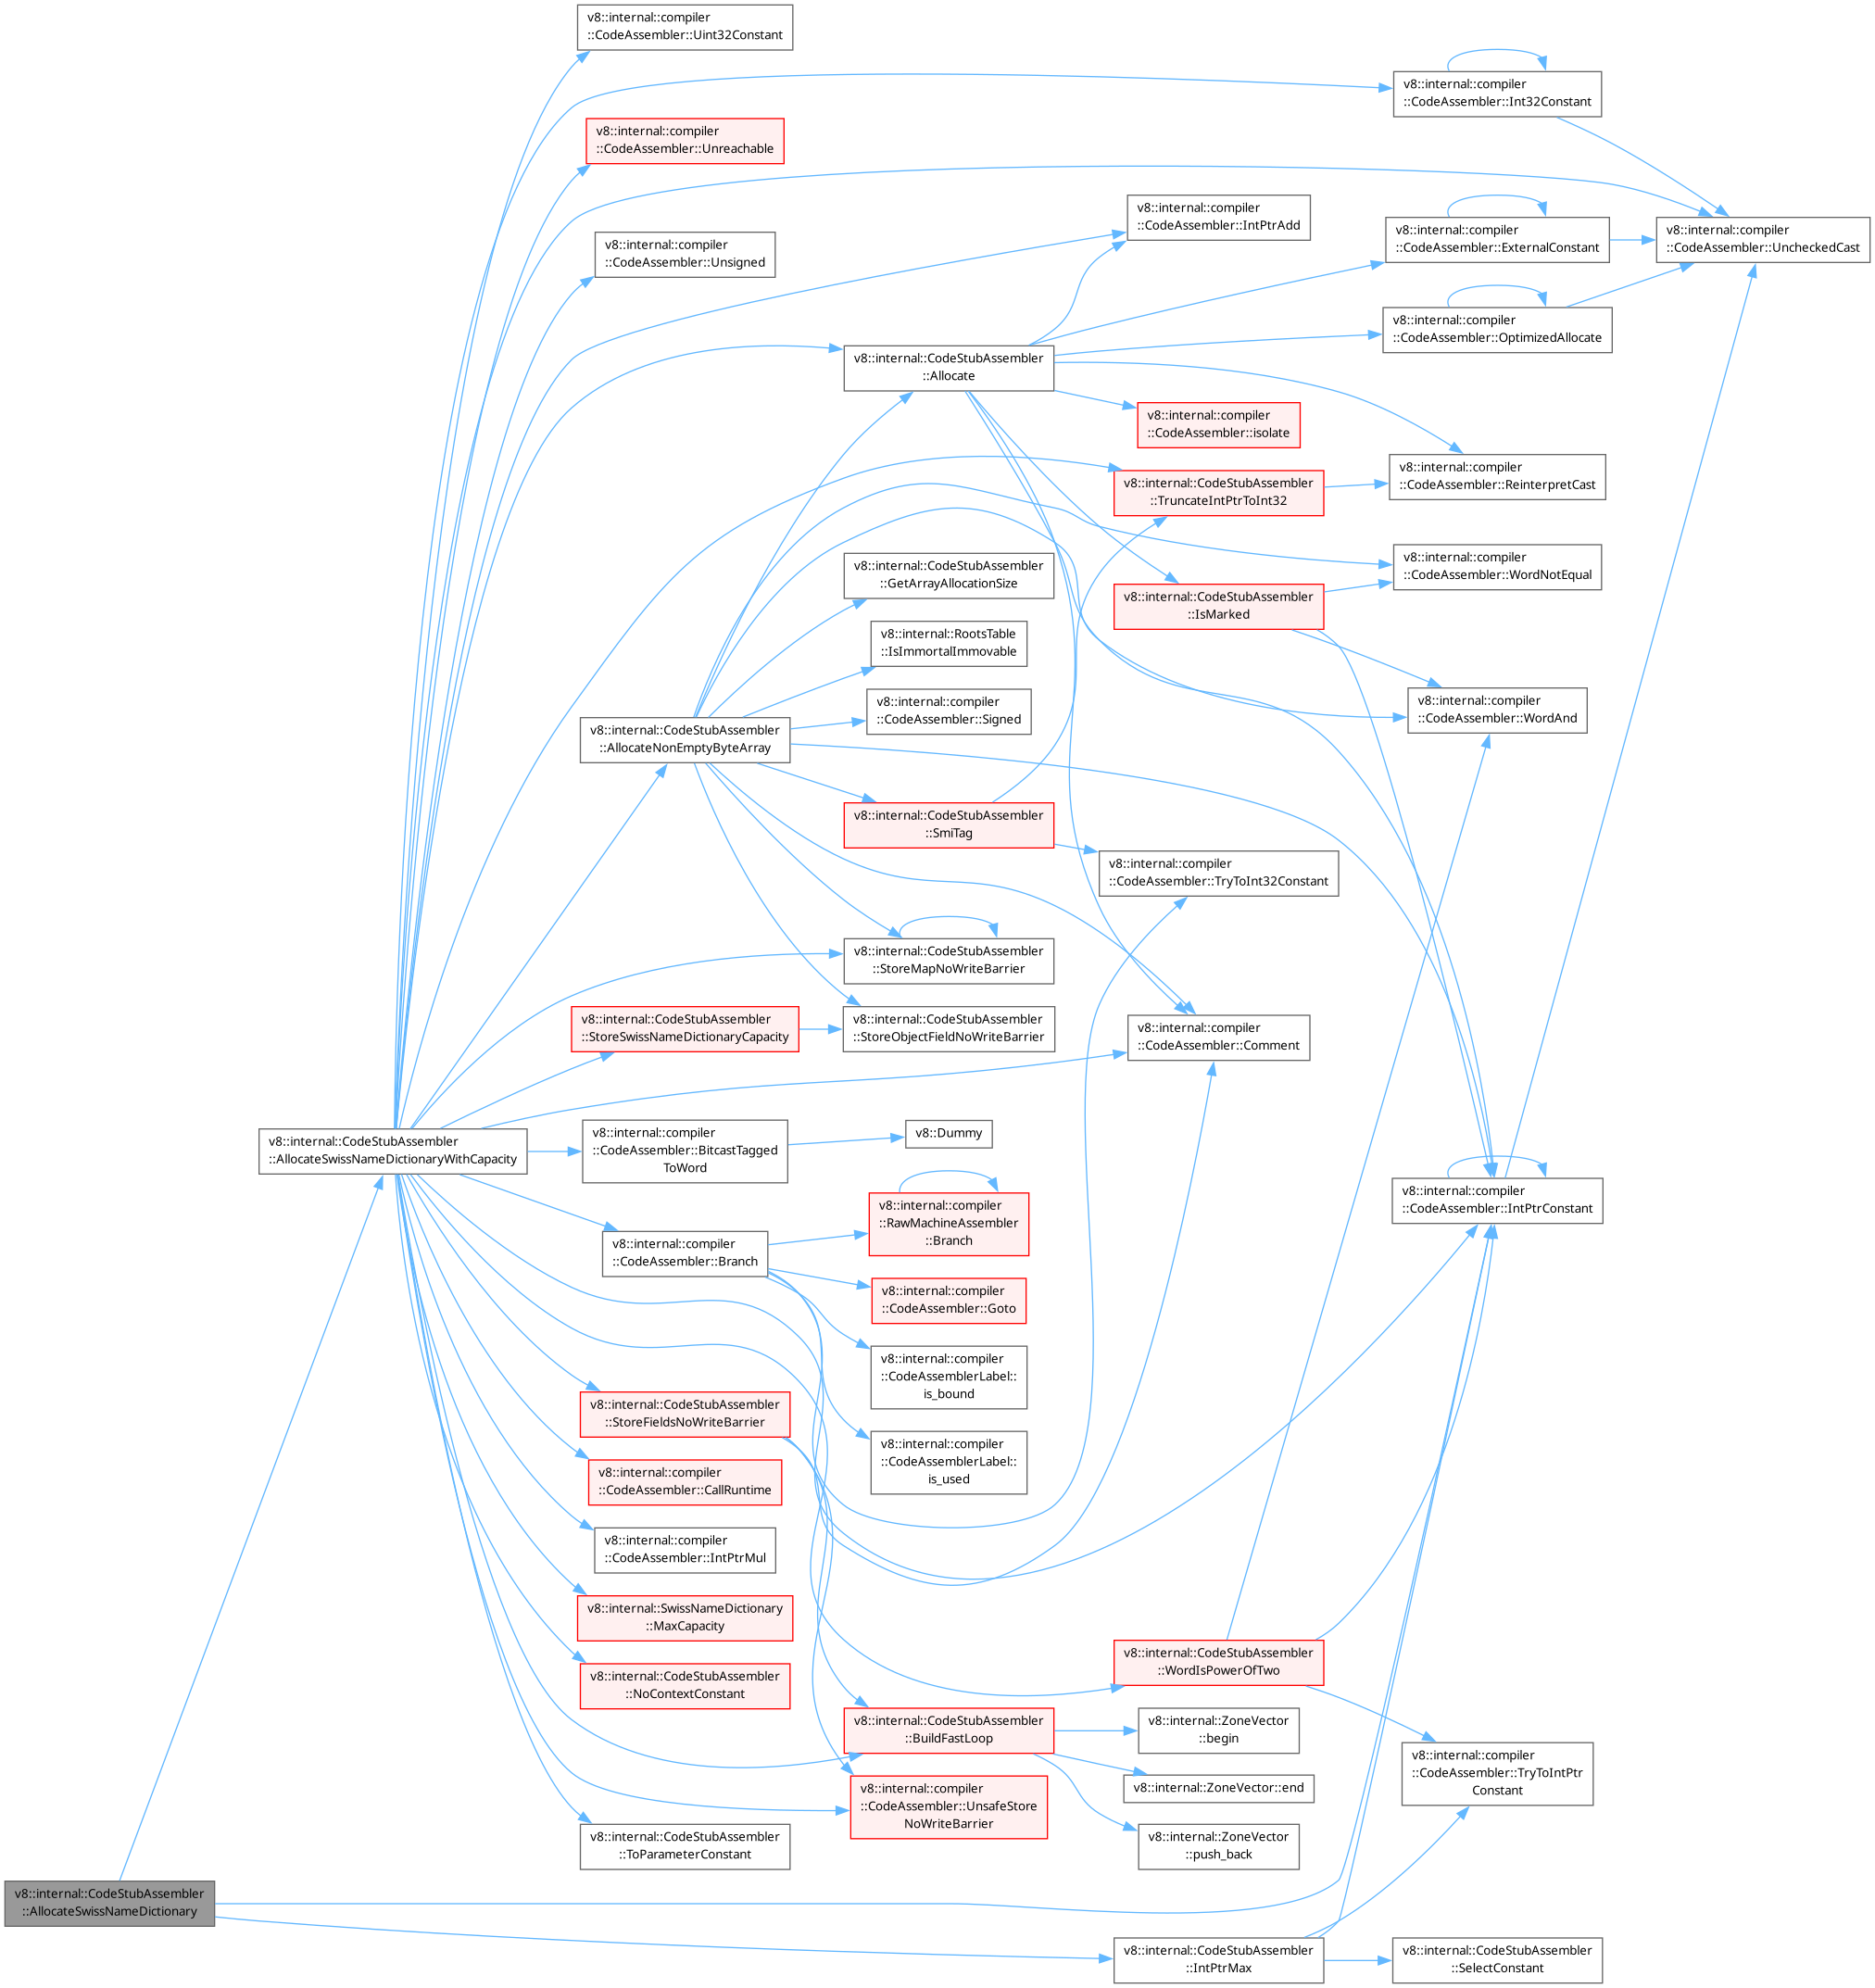 v8::internal::compiler
::CodeAssembler::Uint32Constant
v8::internal::compiler
::CodeAssembler::Int32Constant
v8::internal::compiler
::CodeAssembler::Unreachable
v8::internal::compiler
::CodeAssembler::IntPtrAdd
v8::internal::compiler
::CodeAssembler::ExternalConstant
v8::internal::compiler
::CodeAssembler::UncheckedCast
v8::internal::compiler
::CodeAssembler::Unsigned
v8::internal::compiler
::CodeAssembler::OptimizedAllocate
v8::internal::CodeStubAssembler
::Allocate
v8::internal::compiler
::CodeAssembler::isolate
v8::internal::compiler
::CodeAssembler::ReinterpretCast
v8::internal::CodeStubAssembler
::TruncateIntPtrToInt32
v8::internal::CodeStubAssembler
::GetArrayAllocationSize
v8::internal::compiler
::CodeAssembler::WordNotEqual
v8::internal::CodeStubAssembler
::IsMarked
v8::internal::RootsTable
::IsImmortalImmovable
v8::internal::compiler
::CodeAssembler::Signed
v8::internal::compiler
::CodeAssembler::WordAnd
v8::internal::CodeStubAssembler
::AllocateNonEmptyByteArray
v8::internal::CodeStubAssembler
::SmiTag
v8::internal::compiler
::CodeAssembler::TryToInt32Constant
v8::internal::CodeStubAssembler
::StoreMapNoWriteBarrier
v8::internal::CodeStubAssembler
::StoreSwissNameDictionaryCapacity
v8::internal::CodeStubAssembler
::StoreObjectFieldNoWriteBarrier
v8::internal::compiler
::CodeAssembler::Comment
v8::internal::CodeStubAssembler
::AllocateSwissNameDictionaryWithCapacity
v8::internal::compiler
::CodeAssembler::BitcastTagged
ToWord
v8::Dummy
v8::internal::compiler
::RawMachineAssembler
::Branch
v8::internal::compiler
::CodeAssembler::IntPtrConstant
v8::internal::compiler
::CodeAssembler::Branch
v8::internal::compiler
::CodeAssembler::Goto
v8::internal::compiler
::CodeAssemblerLabel::
is_bound
v8::internal::CodeStubAssembler
::StoreFieldsNoWriteBarrier
v8::internal::compiler
::CodeAssemblerLabel::
is_used
v8::internal::compiler
::CodeAssembler::CallRuntime
v8::internal::compiler
::CodeAssembler::IntPtrMul
v8::internal::SwissNameDictionary
::MaxCapacity
v8::internal::CodeStubAssembler
::NoContextConstant
v8::internal::CodeStubAssembler
::WordIsPowerOfTwo
v8::internal::CodeStubAssembler
::BuildFastLoop
v8::internal::ZoneVector
::begin
v8::internal::compiler
::CodeAssembler::TryToIntPtr
Constant
v8::internal::ZoneVector::end
v8::internal::compiler
::CodeAssembler::UnsafeStore
NoWriteBarrier
v8::internal::CodeStubAssembler
::ToParameterConstant
v8::internal::ZoneVector
::push_back
v8::internal::CodeStubAssembler
::AllocateSwissNameDictionary
v8::internal::CodeStubAssembler
::IntPtrMax
v8::internal::CodeStubAssembler
::SelectConstant